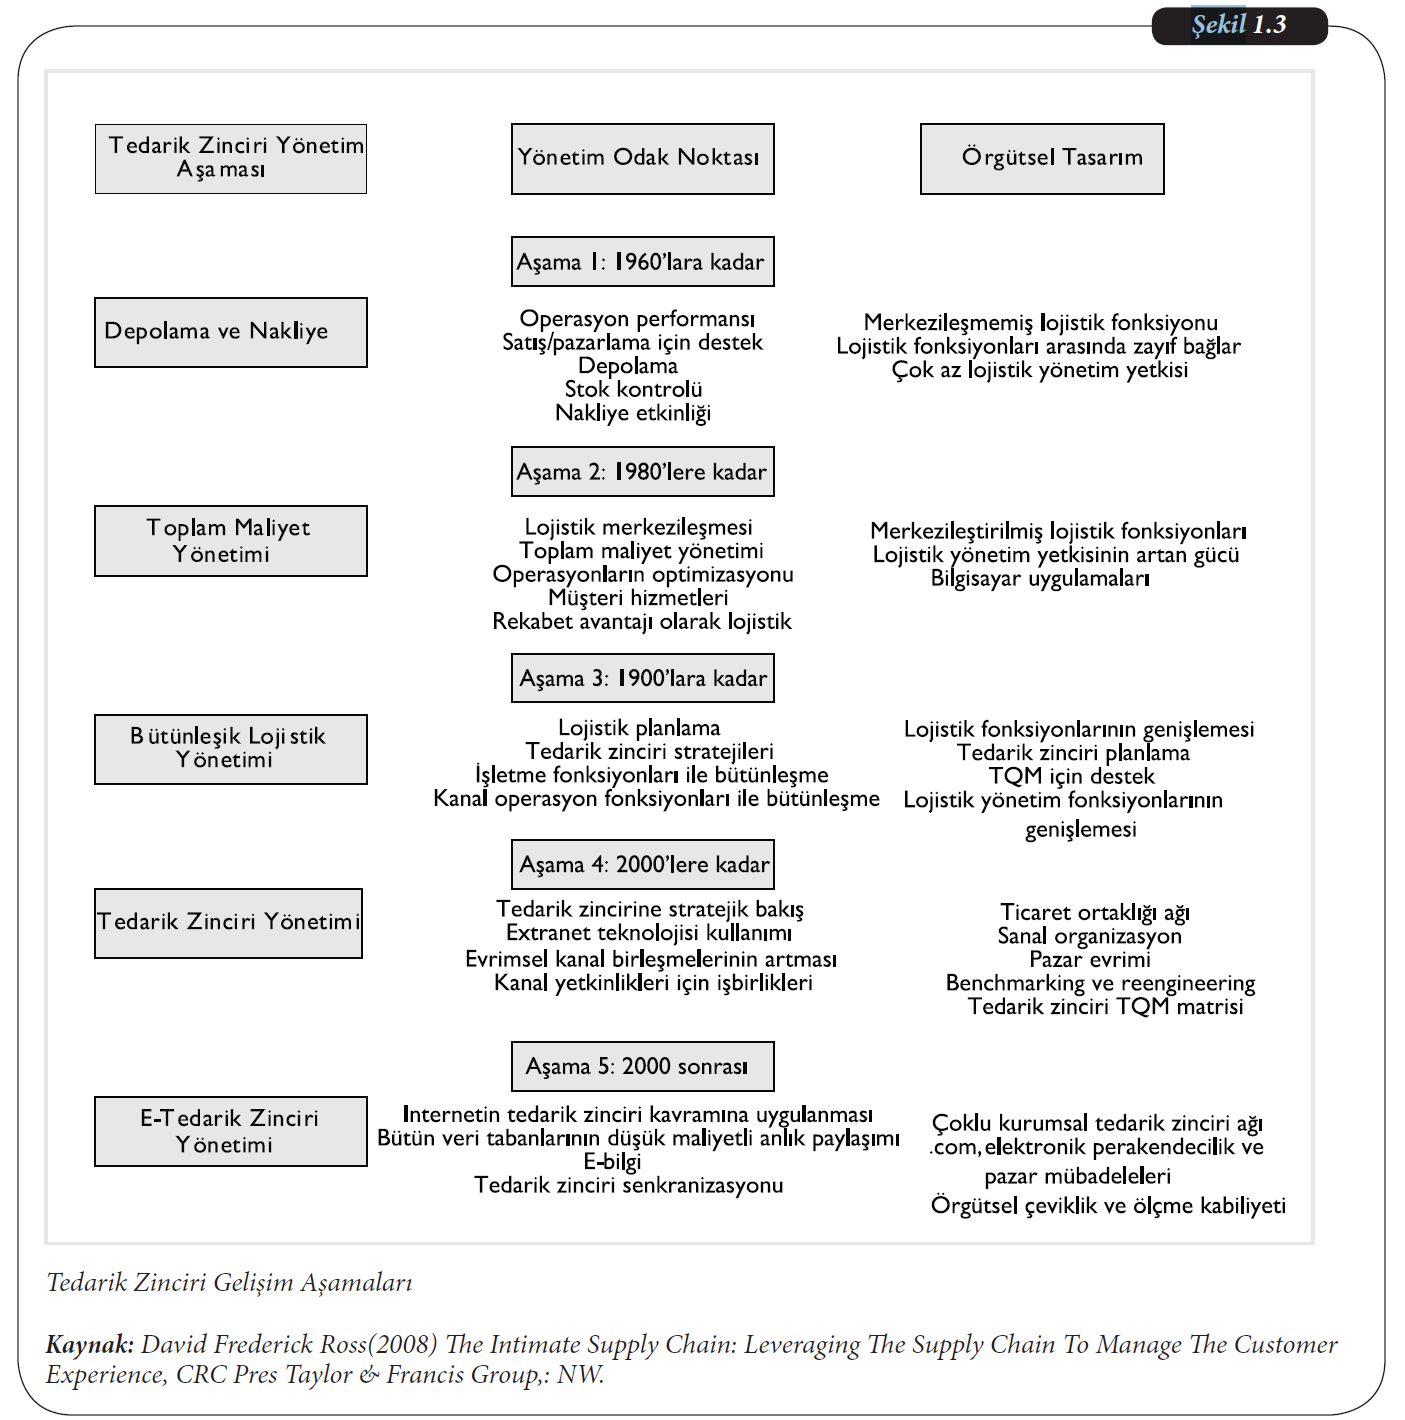 Şekil 1.3
Tedarik Zinciri Yönetim
Aşaması
Yönetim Odak Noktası
Örgütsel Tasarım
Aşama 1: 1960’lara kadar
Depolama ve Nakliye
Operasyon performansı
Satış/pazarlama için destek
Depolama
Stok kontrolü
Nakliye etkinliği
Merkezileşmemiş lojistik fonksiyonu
Lojistik fonksiyonları arasında zayıf bağlar
Çok az lojistik yönetim yetkisi
Aşama 2: 1980’lere kadar
Toplam Maliyet
Yönetimi
Lojistik merkezileşmesi
Toplam maliyet yönetimi
Operasyonların optimizasyonu
Müşteri hizmetleri
Rekabet avantajı olarak lojistik
Merkezileştirilmiş lojistik fonksiyonları
Lojistik yönetim yetkisinin artan gücü
Bilgisayar uygulamaları
Aşama 3: 1900’lara kadar
Bütünleşik Lojistik
Yönetimi
Lojistik planlama
Tedarik zinciri stratejileri
İşletme fonksiyonları ile bütünleşme
Kanal operasyon fonksiyonları ile bütünleşme
Lojistik fonksiyonlarının genişlemesi
Tedarik zinciri planlama
TQM için destek
Lojistik yönetim fonksiyonlarının
genişlemesi
Aşama 4: 2000’lere kadar
Tedarik Zinciri Yönetimi
Tedarik zincirine stratejik bakış
Extranet teknolojisi kullanımı
Evrimsel kanal birleşmelerinin artması
Kanal yetkinlikleri için işbirlikleri
Ticaret ortaklığı ağı
Sanal organizasyon
Pazar evrimi
Benchmarking ve reengineering
Tedarik zinciri TQM matrisi
Aşama 5: 2000 sonrası
E-Tedarik Zinciri
Yönetimi
Internetin tedarik zinciri kavramına uygulanması
Bütün veri tabanlarının düşük maliyetli anlık paylaşımı
E-bilgi
Tedarik zinciri senkranizasyonu
Çoklu kurumsal tedarik zinciri ağı
.com, elektronik perakendecilik ve
pazar mübadeleleri
Örgütsel çeviklik ve ölçme kabiliyeti
Tedarik Zinciri Gelişim Aşamaları
Kaynak: David Frederick Ross(2008) The Intimate Supply Chain: Leveraging The Supply Chain To Manage The Customer
Experience, CRC Pres Taylor & Francis Group,: NW.